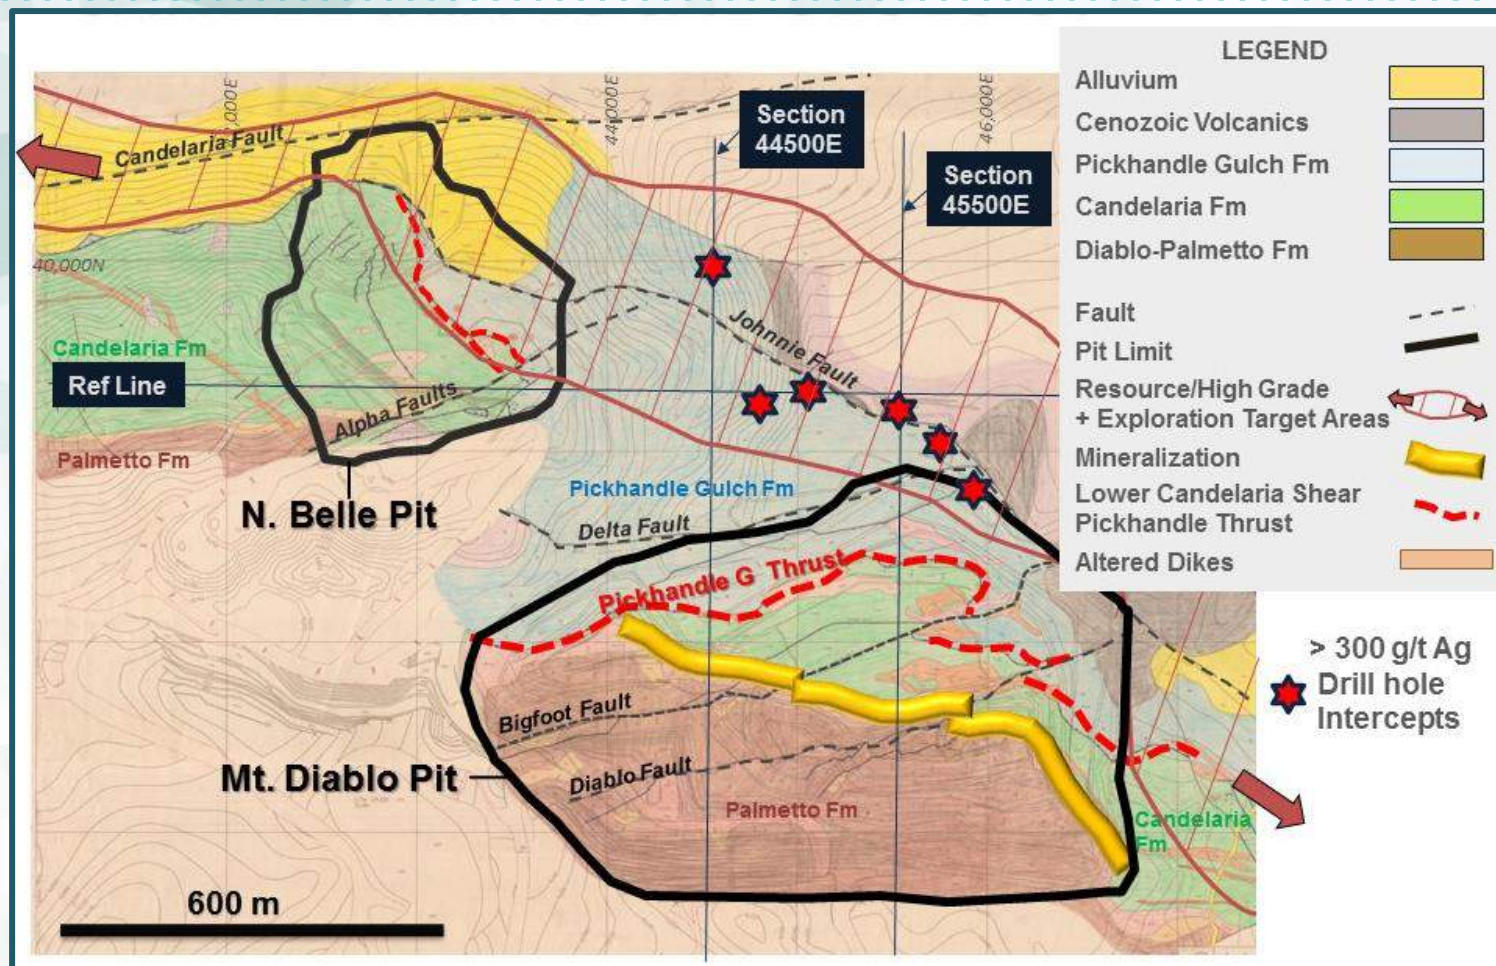 LEGEND
Alluvium
Cenozoic Volcanics
Pickhandle Gulch Fm
Candelaria Fm
Diablo-Palmetto Fm
Fault
Pit Limit
Resource/High Grade
+ Exploration Target Areas
Mineralization
Lower Candelaria Shear
Pickhandle Thrust
Altered Dikes
> 300 g/t Ag
Drill hole
Intercepts
,000E
44,000E
46,000E
Section
44500E
Section
45500E
Candelaria Fault
40,000N
Johnnie Fault
Candelaria Fm
Ref Line
Alpha Faults
Palmetto Fm
N. Belle Pit
Pickhandle Gulch Fm
Delta Fault
Pickhandle G Thrust
Bigfoot Fault
Mt. Diablo Pit
Diablo Fault
Palmetto Fm
Candelaria
Fm
600 m